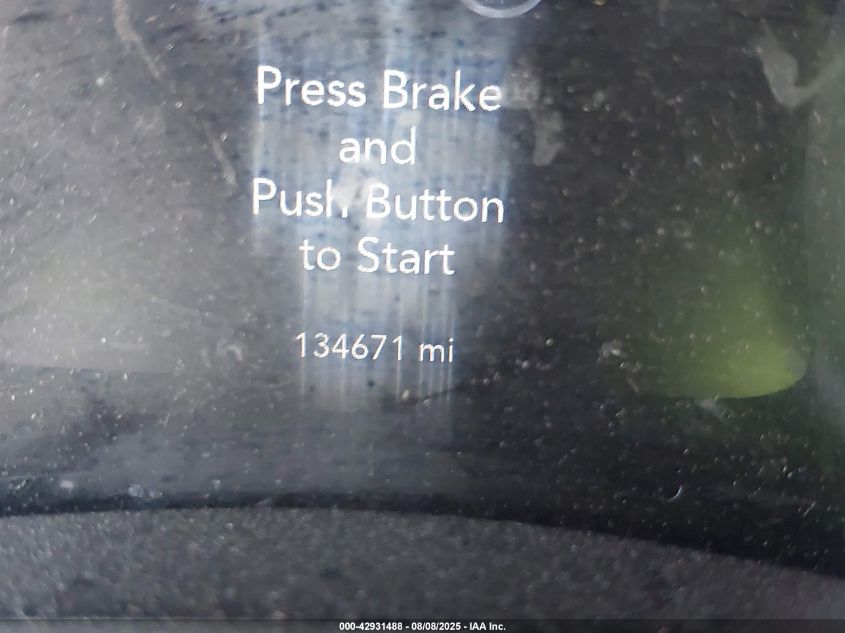 Press Brake
and
Push Button
to Start
134671 mi
000-42931488 - 08/08/2025 - IAA Inc.